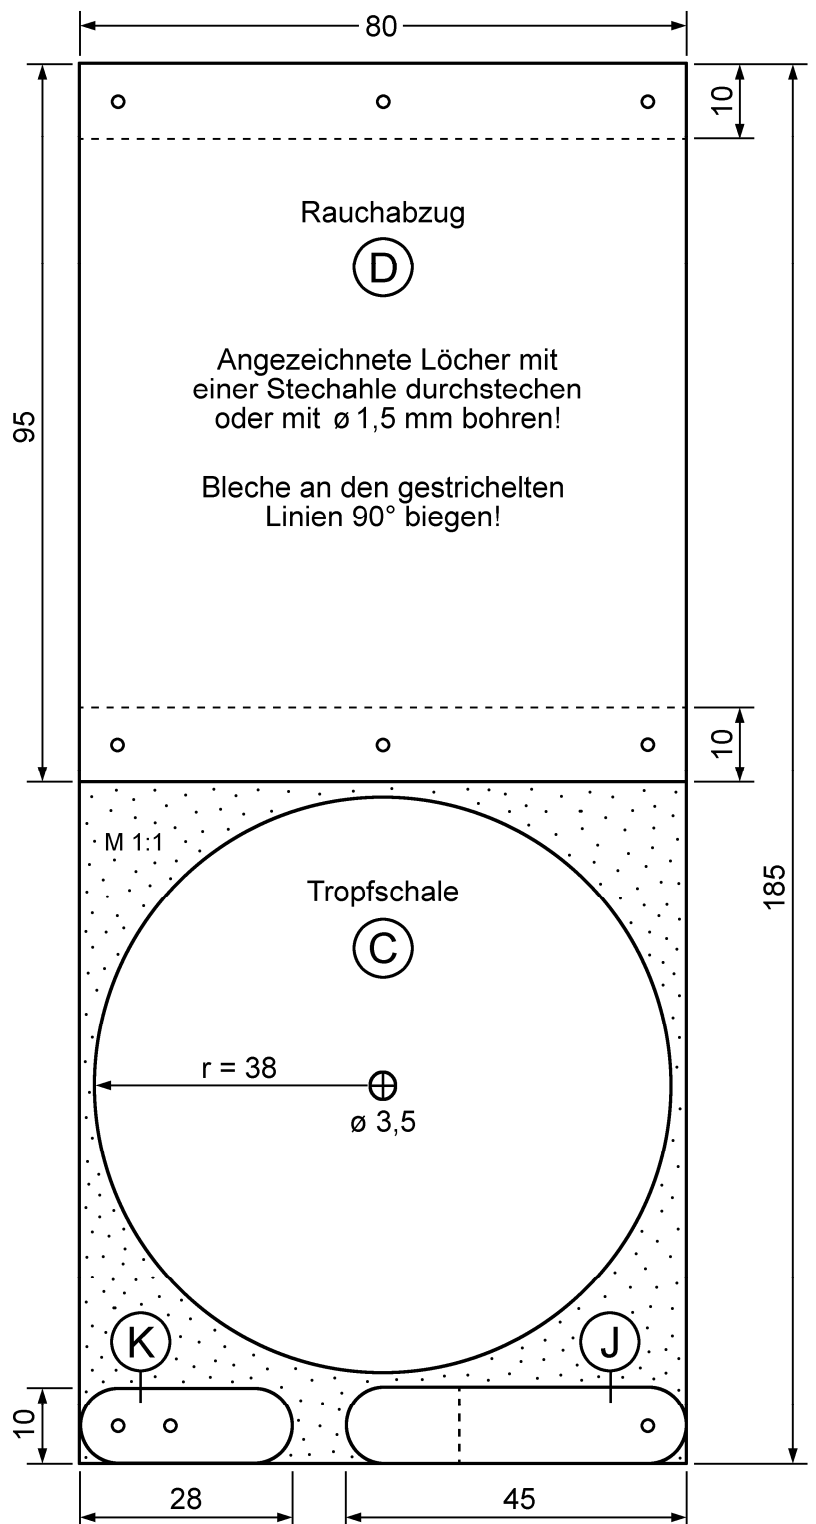 80
10
Rauchabzug
D
Angezeichnete Löcher mit
einer Stechahle durchstechen
oder mit ø 1,5 mm bohren!
95
Bleche an den gestrichelten
Linien 90° biegen!
10
M 1:1
185
Tropfschale
C
r = 38
ø 3,5
K
J
10
28
45